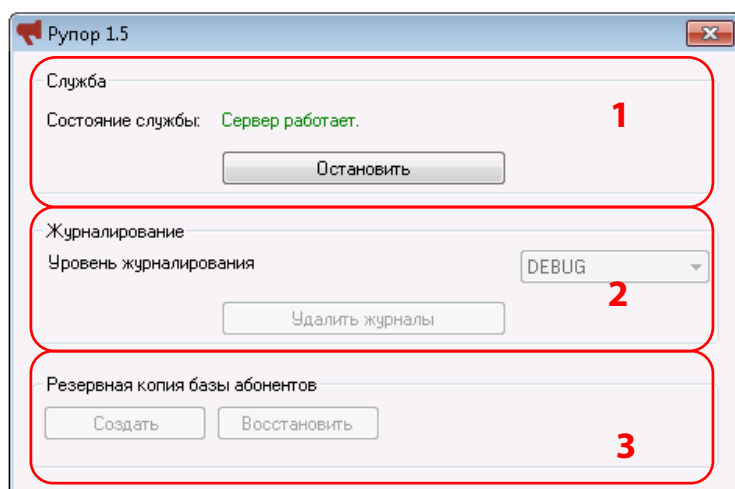 Рупор 1.5
Служба
Состояние службы: Сервер работает.
1
Остановить
Журналирование
Уровень журналирования DEBUG
2
Удалить журналы
Резервная копия базы абонентов
Создать Восстановить
3